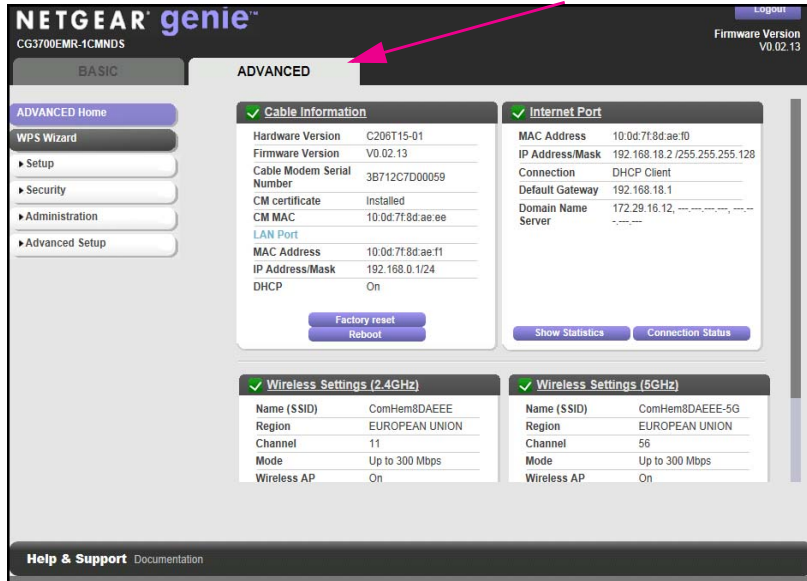 NETGEAR® genie™
Logout
CG3700EMR-1CMNDS
Firmware Version
V0.02.13
BASIC
ADVANCED
ADVANCED Home
WPS Wizard
Setup
Security
Administration
Advanced Setup
Cable Information
Hardware Version C206T15-01
Firmware Version V0.02.13
Cable Modem Serial
Number 3B712C7D00059
CM certificate Installed
CM MAC 10:0d:7f:8d:ae:ee
LAN Port
MAC Address 10:0d:7f:8d:ae:f1
IP Address/Mask 192.168.0.1/24
DHCP On
Factory reset
Reboot
Internet Port
MAC Address 10:0d:7f:8d:ae:f0
IP Address/Mask 192.168.18.2 /255.255.255.128
Connection DHCP Client
Default Gateway 192.168.18.1
Domain Name 172.29.16.12, ---.---.---.---, ---.--
Server -.---.---
Show Statistics
Connection Status
Wireless Settings (2.4GHz)
Name (SSID) ComHem8DAEEE
Region EUROPEAN UNION
Channel 11
Mode Up to 300 Mbps
Wireless AP On
Wireless Settings (5GHz)
Name (SSID) ComHem8DAEEE-5G
Region EUROPEAN UNION
Channel 56
Mode Up to 300 Mbps
Wireless AP On
Help & Support Documentation